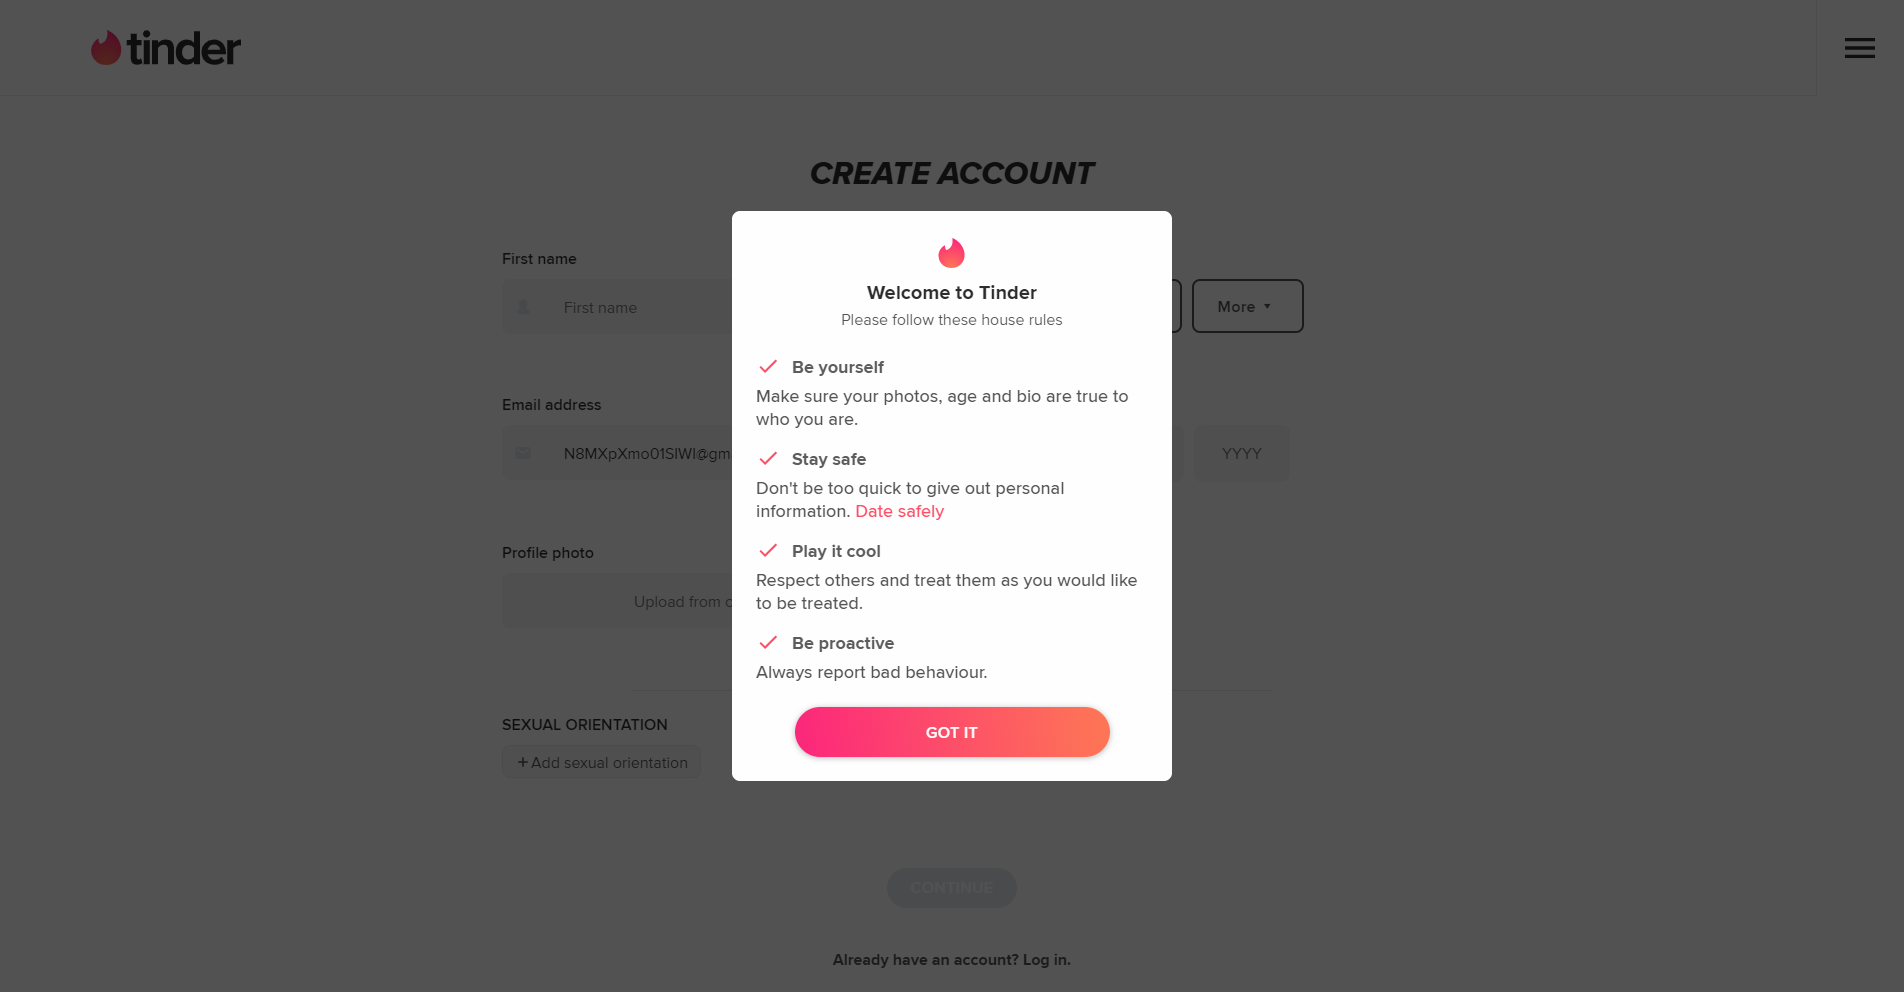 tinder
CREATE ACCOUNT
First name
First name
More
Email address
N8MXpXmo01SIWI@gm
YYYY
Profile photo
Upload from
SEXUAL ORIENTATION
+ Add sexual orientation
Welcome to Tinder
Please follow these house rules
Be yourself
Make sure your photos, age and bio are true to
who you are.
Stay safe
Don't be too quick to give out personal
information. Date safely
Play it cool
Respect others and treat them as you would like
to be treated.
Be proactive
Always report bad behaviour.
GOT IT
CONTINUE
Already have an account? Log in.